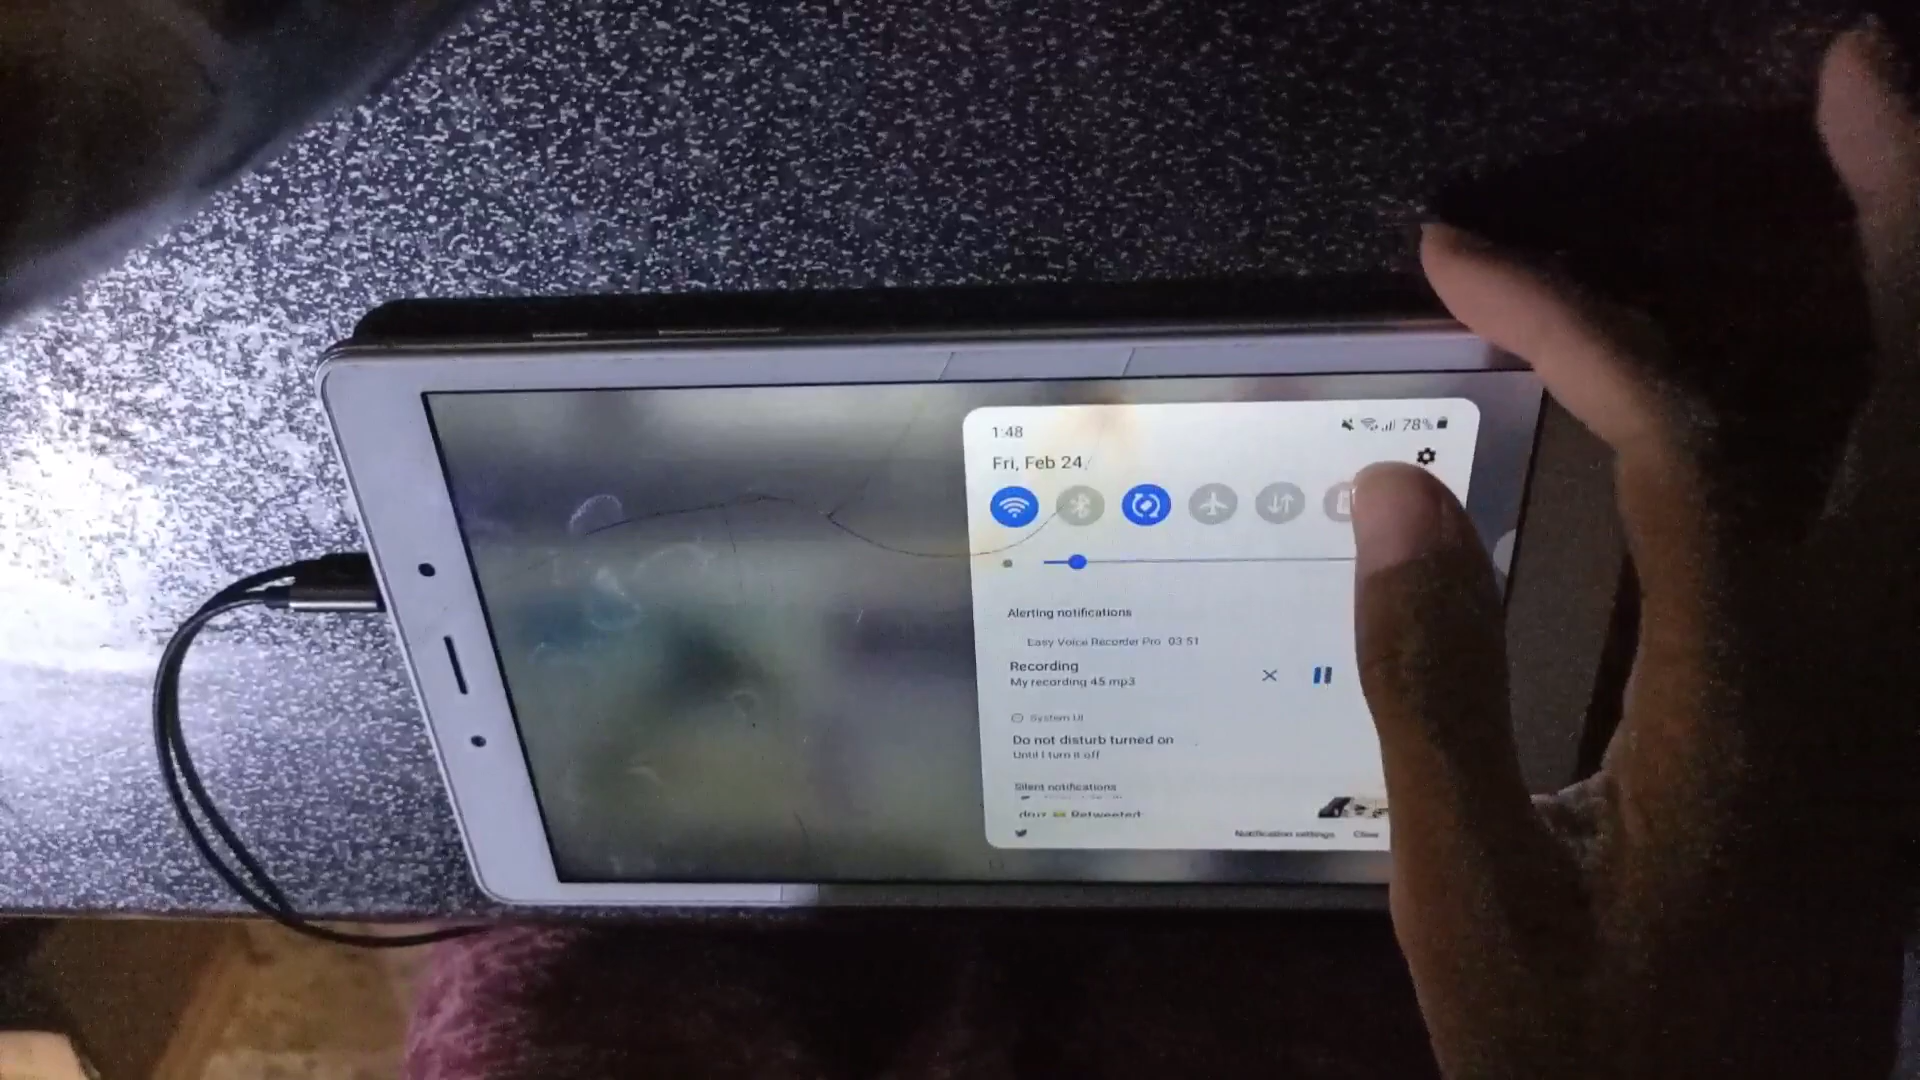 1:48
78%
Fri, Feb 24
Alerting notifications
Easy Voice Recorder Pro 03 51
Recording
My recording 45 mp3
System UI
Do not disturb turned on
Until I turn it off
Silent notifications
Retweeted
Notification settings Clear